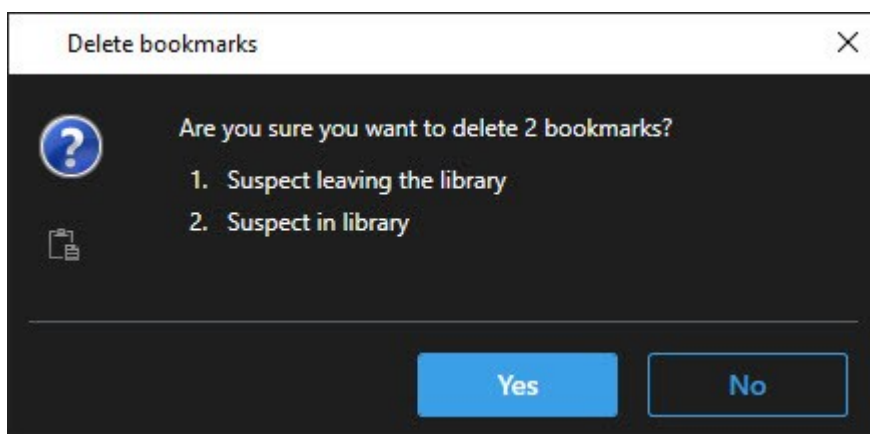 Delete bookmarks
Are you sure you want to delete 2 bookmarks?
1. Suspect leaving the library
2. Suspect in library
Yes No